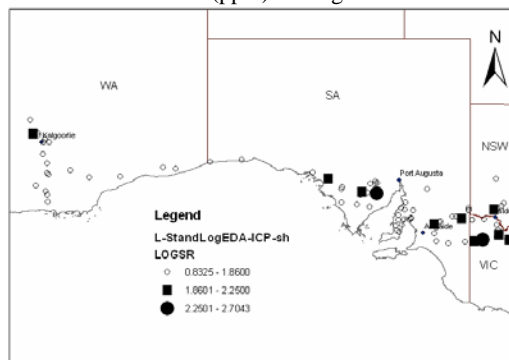 (pp
N
WA
SA
Kalgoorlie
NSW
Port Augusta
Legend
L-StandLogEDA-ICP-sh
LOGSR
0.8325 - 1.8600
1.8601 - 2.2500
2.2501 - 2.7043
VIC